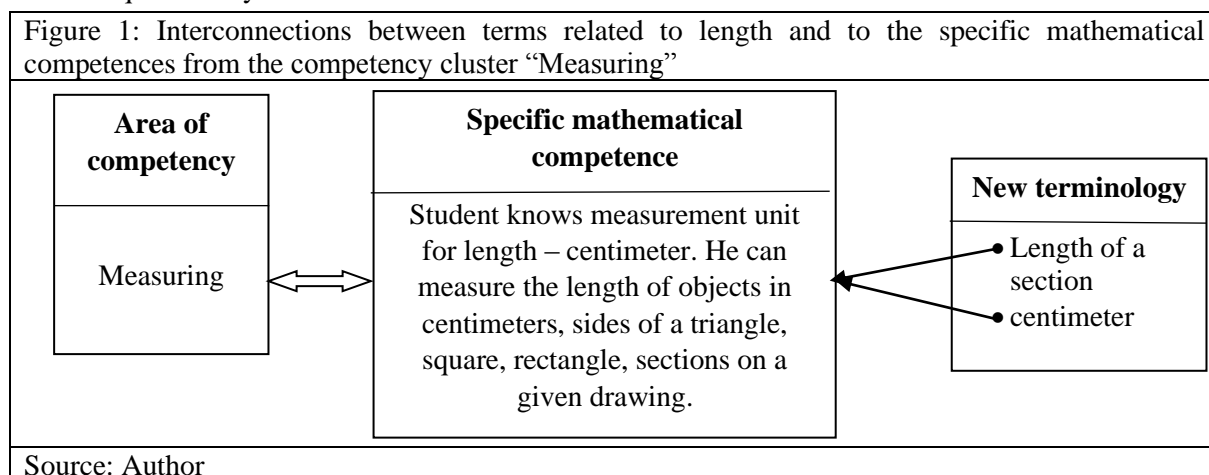 Figure 1: Interconnections between terms related to length and to the specific mathematical
competences from the competency cluster “Measuring”
Area of
competency
Measuring
Specific mathematical
competence
Student knows measurement unit
for length – centimeter. He can
measure the length of objects in
centimeters, sides of a triangle,
square, rectangle, sections on a
given drawing.
New terminology
• Length of a
section
• centimeter
Source: Author